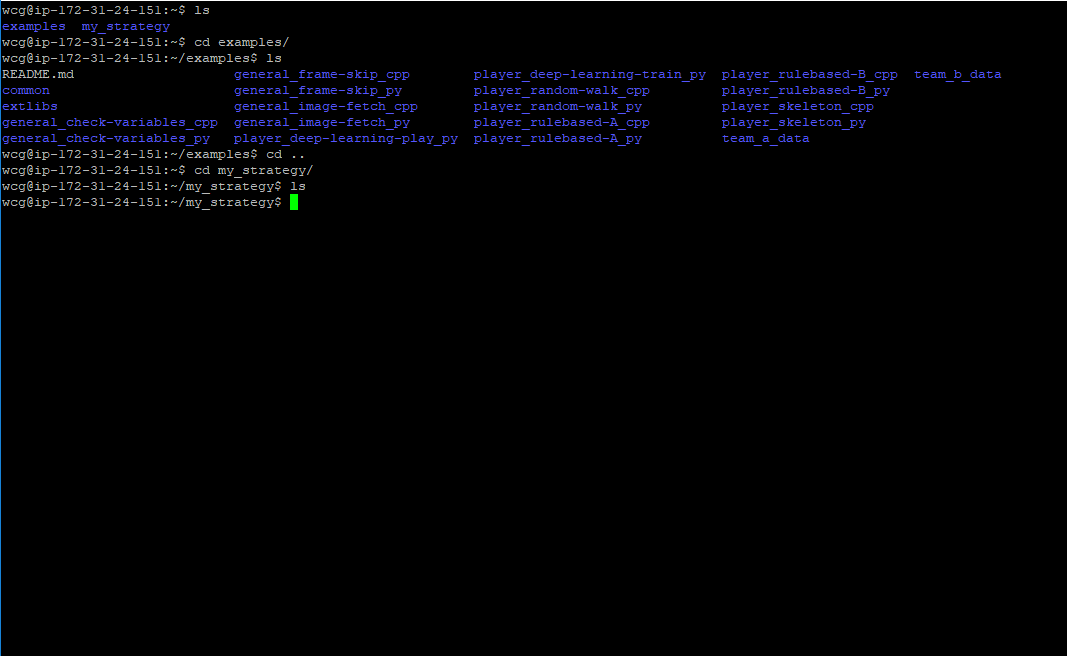 wcg@ip-172-31-24-151:~$ ls
examples  my_strategy
wcg@ip-172-31-24-151:~$ cd examples/
wcg@ip-172-31-24-151:~/examples$ ls
README.md                    general_frame-skip_cpp        player_deep-learning-train_py  player_rulebased-B_cpp  team_b_data
common                       general_frame-skip_py         player_random-walk_cpp         player_rulebased-B_py
extlibs                      general_image-fetch_cpp       player_random-walk_py          player_skeleton_cpp
general_check-variables_cpp  general_image-fetch_py        player_rulebased-A_cpp         player_skeleton_py
general_check-variables_py   player_deep-learning-play_py  player_rulebased-A_py          team_a_data
wcg@ip-172-31-24-151:~/examples$ cd ..
wcg@ip-172-31-24-151:~$ cd my_strategy/
wcg@ip-172-31-24-151:~/my_strategy$ ls
wcg@ip-172-31-24-151:~/my_strategy$